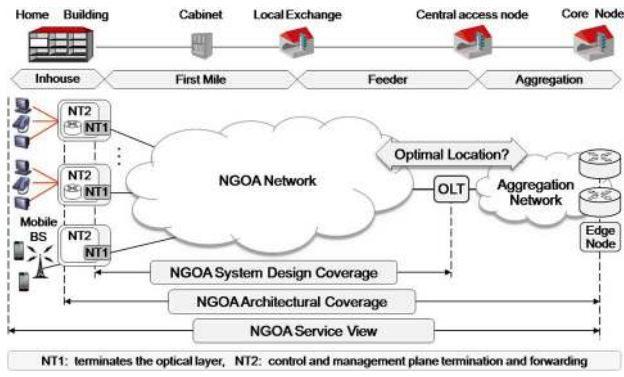 Home Building Cabinet Local Exchange Central access node Core Node
Inhouse First Mile Feeder Aggregation
NT2
NT1
NT2
NT1
Mobile
BS
NT2
NT1
NGOA Network
Optimal Location?
OLT
Aggregation
Network
Edge
Node
NGOA System Design Coverage
NGOA Architectural Coverage
NGOA Service View
NT1: terminates the optical layer, NT2: control and management plane termination and forwarding